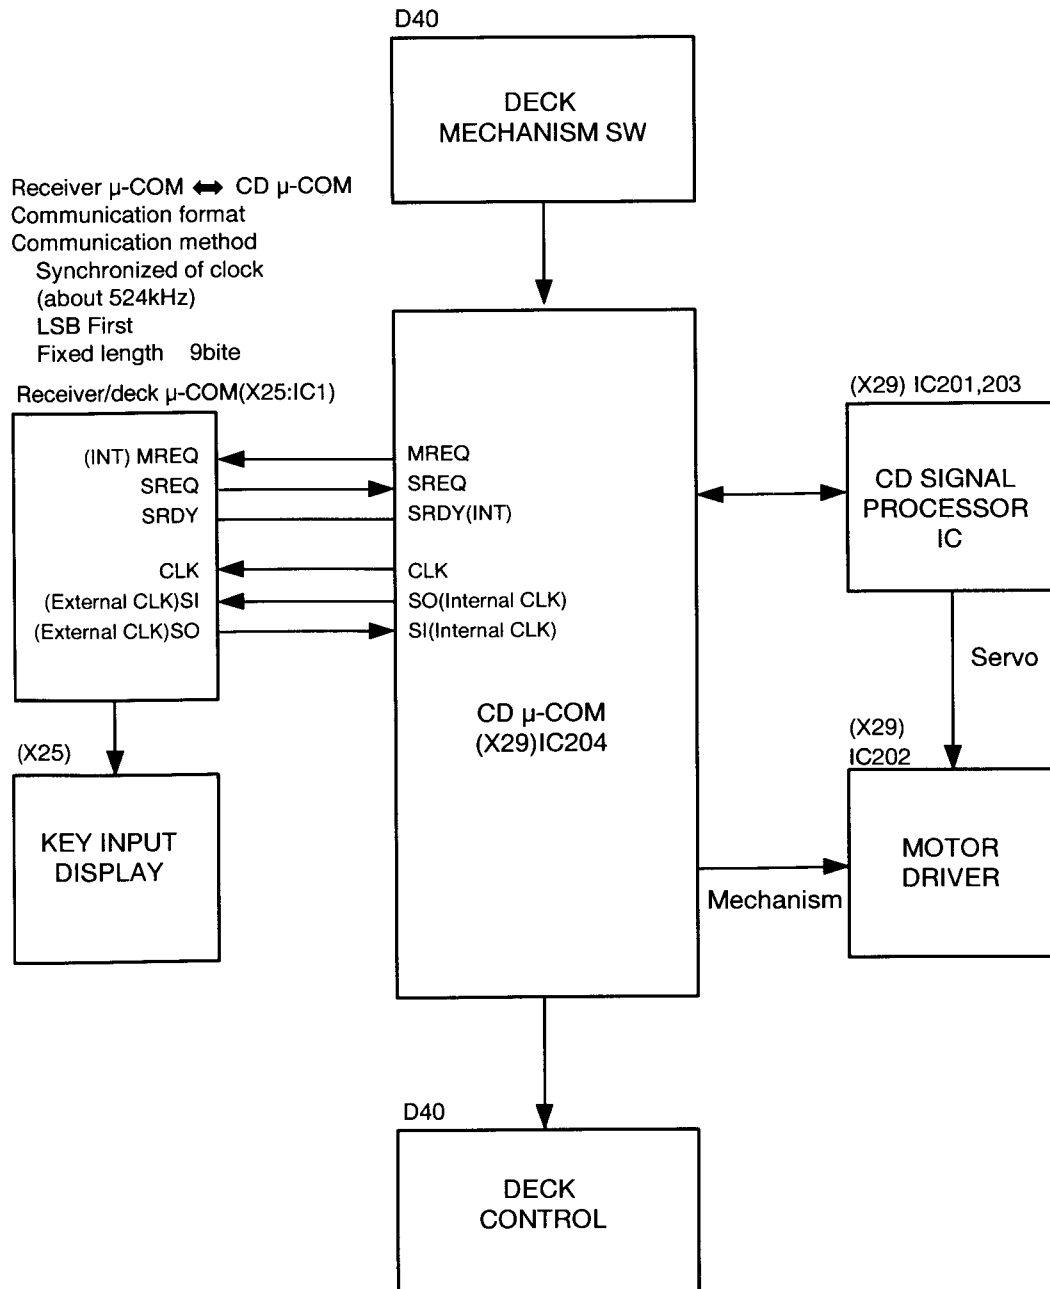 D40
DECK
MECHANISM SW
Receiver µ-COM ⬌ CD µ-COM
Communication format
Communication method
Synchronized of clock
(about 524kHz)
LSB First
Fixed length 9bite
Receiver/deck µ-COM(X25:IC1)
(INT) MREQ
SREQ
SRDY
CLK
(External CLK)SI
(External CLK)SO
MREQ
SREQ
SRDY(INT)
CLK
SO(Internal CLK)
SI(Internal CLK)
CD µ-COM
(X29)IC204
(X29) IC201,203
CD SIGNAL
PROCESSOR
IC
Servo
(X25)
KEY INPUT
DISPLAY
(X29)
IC202
MOTOR
DRIVER
Mechanism
D40
DECK
CONTROL